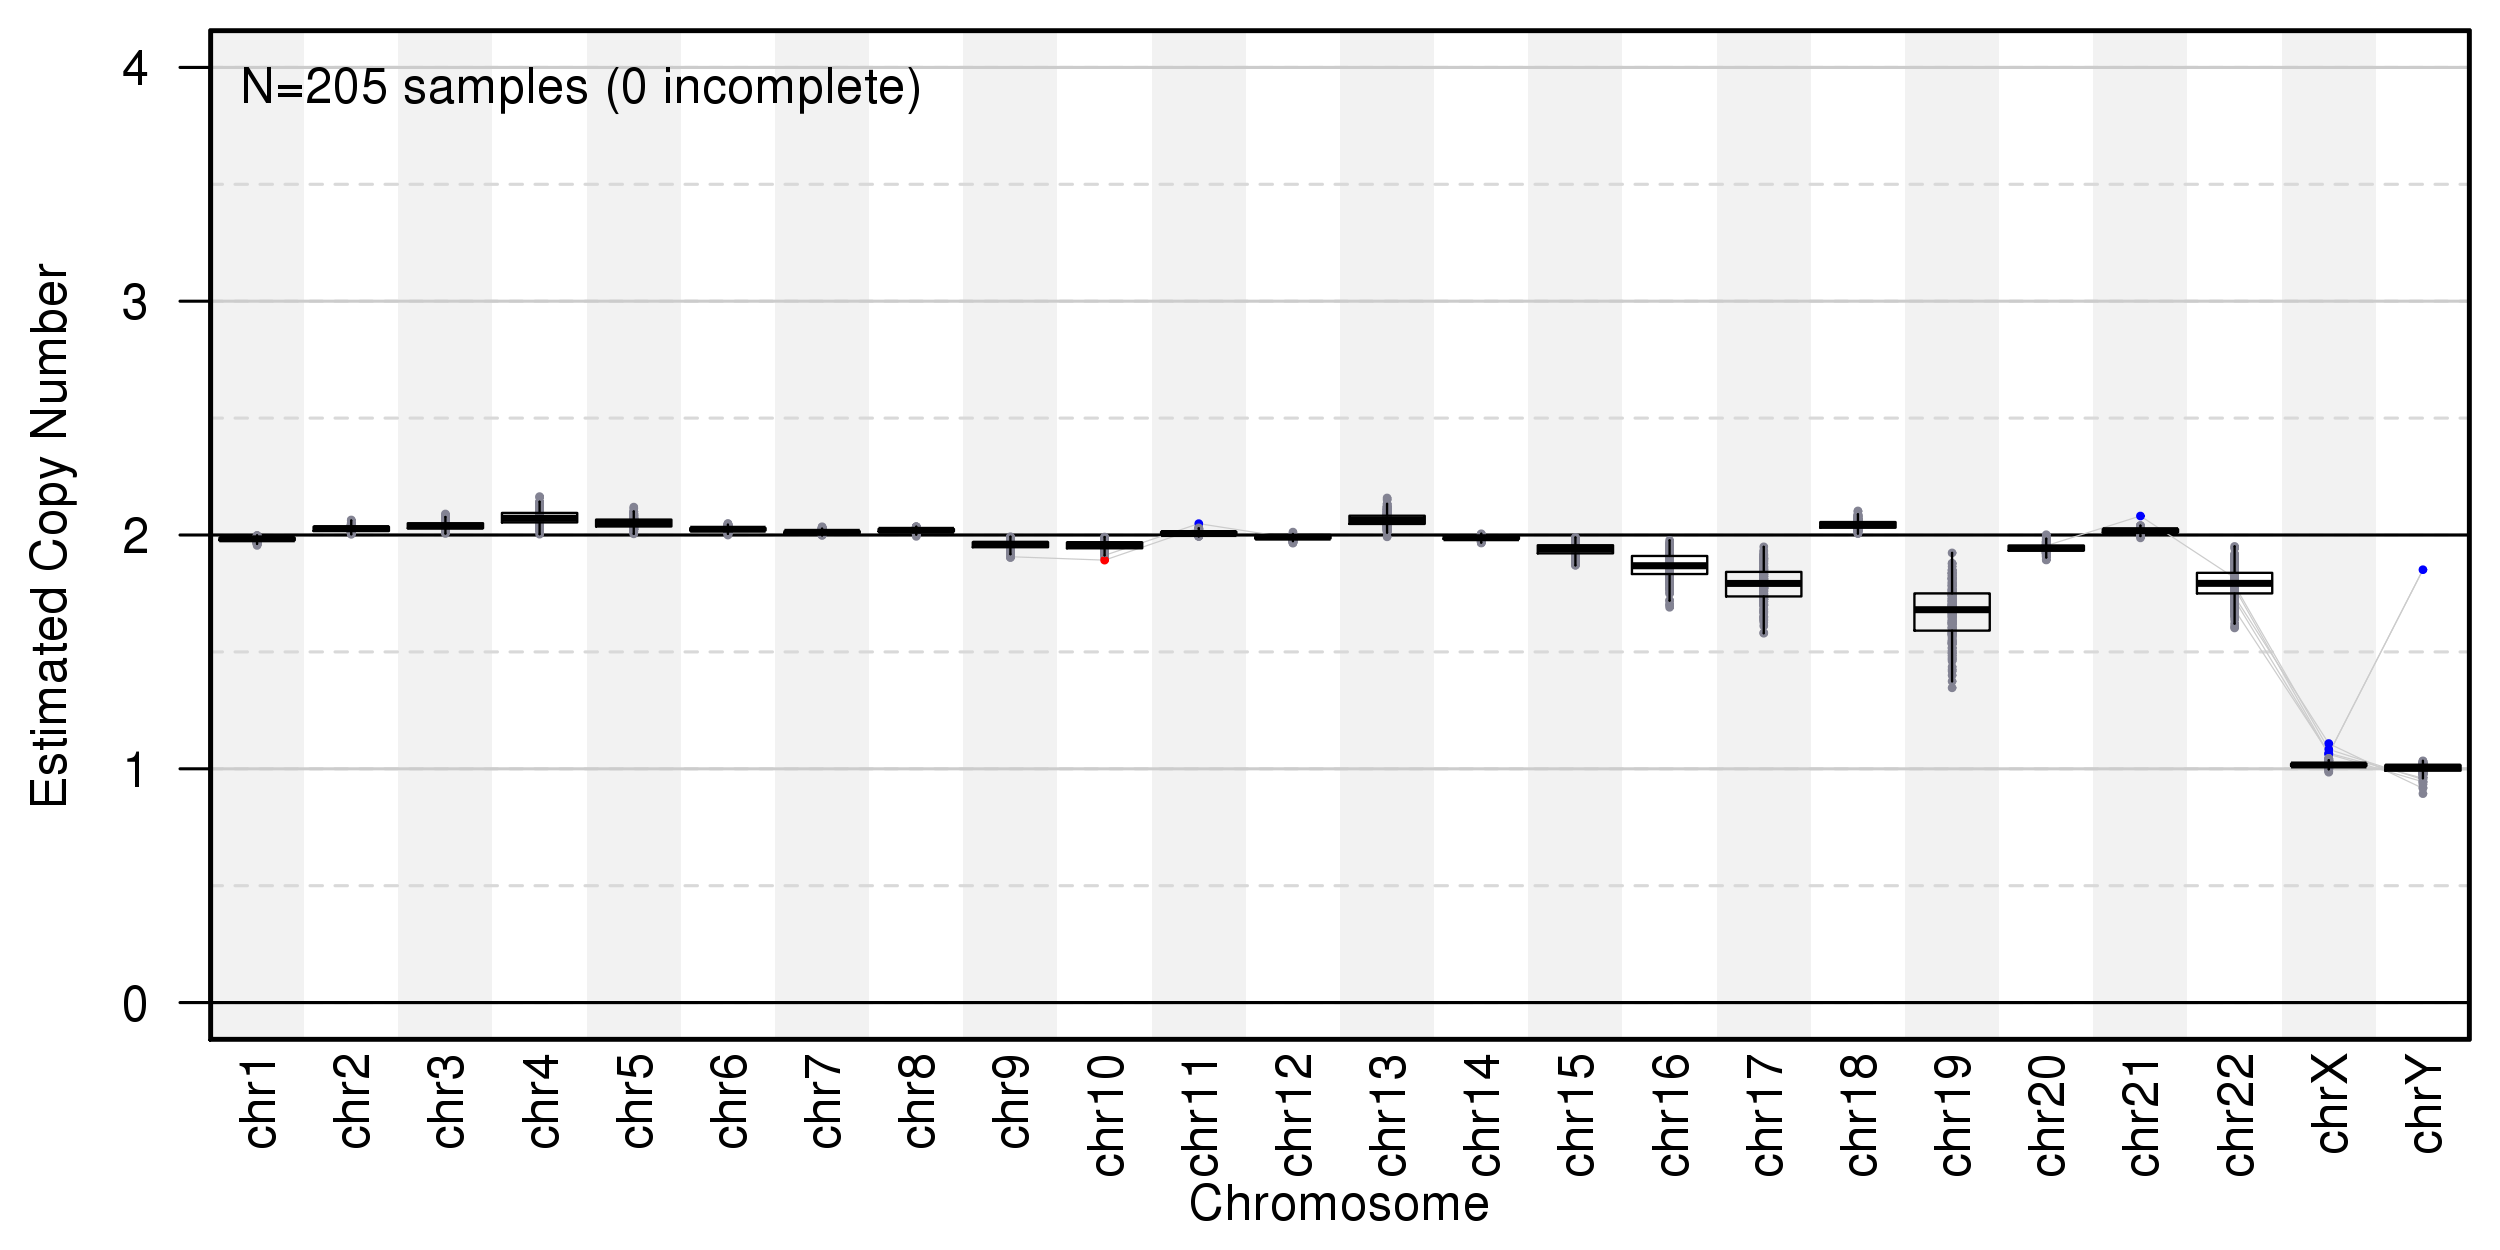 N=205 samples (0 incomplete)
Estimated Copy Number
4
3
2
1
0
chr1
chr2
chr3
chr4
chr5
chr6
chr7
chr8
chr9
chr10
chr11
chr12
chr13
chr14
chr15
chr16
chr17
chr18
chr19
chr20
chr21
chr22
chrX
chrY
Chromosome